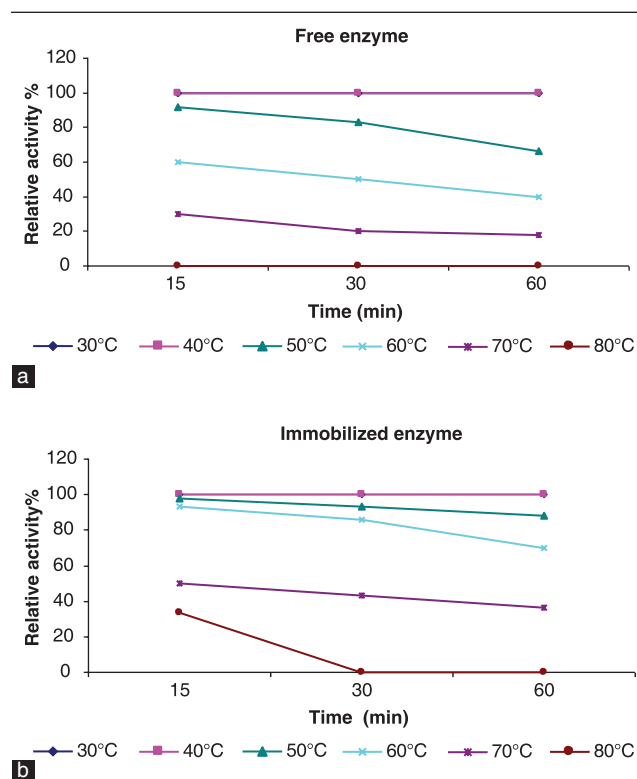 Free enzyme
Relative activity %
120
100
80
60
40
20
0
15 30 60
Time (min)
30°C 40°C 50°C 60°C 70°C 80°C
a
Immobilized enzyme
Relative activity%
120
100
80
60
40
20
0
15 30 60
Time (min)
30°C 40°C 50°C 60°C 70°C 80°C
b